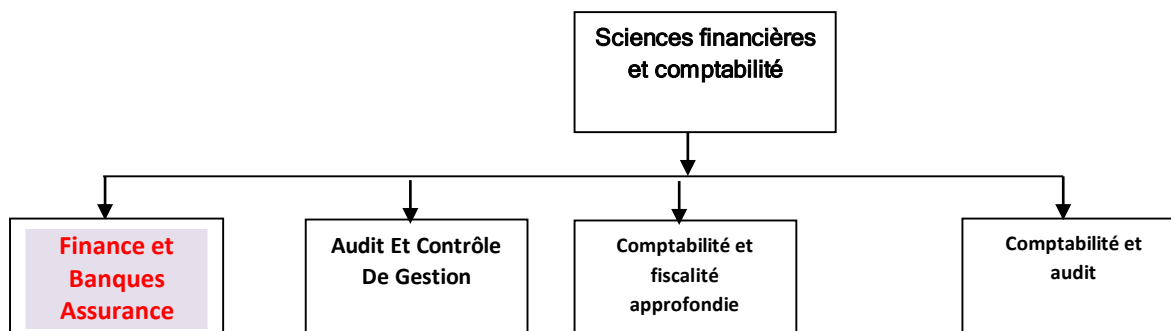 Sciences financières
et comptabilité
Finance et
Banques
Assurance
Audit Et Contrôle
De Gestion
Comptabilité et
fiscalité
approfondie
Comptabilité et
audit